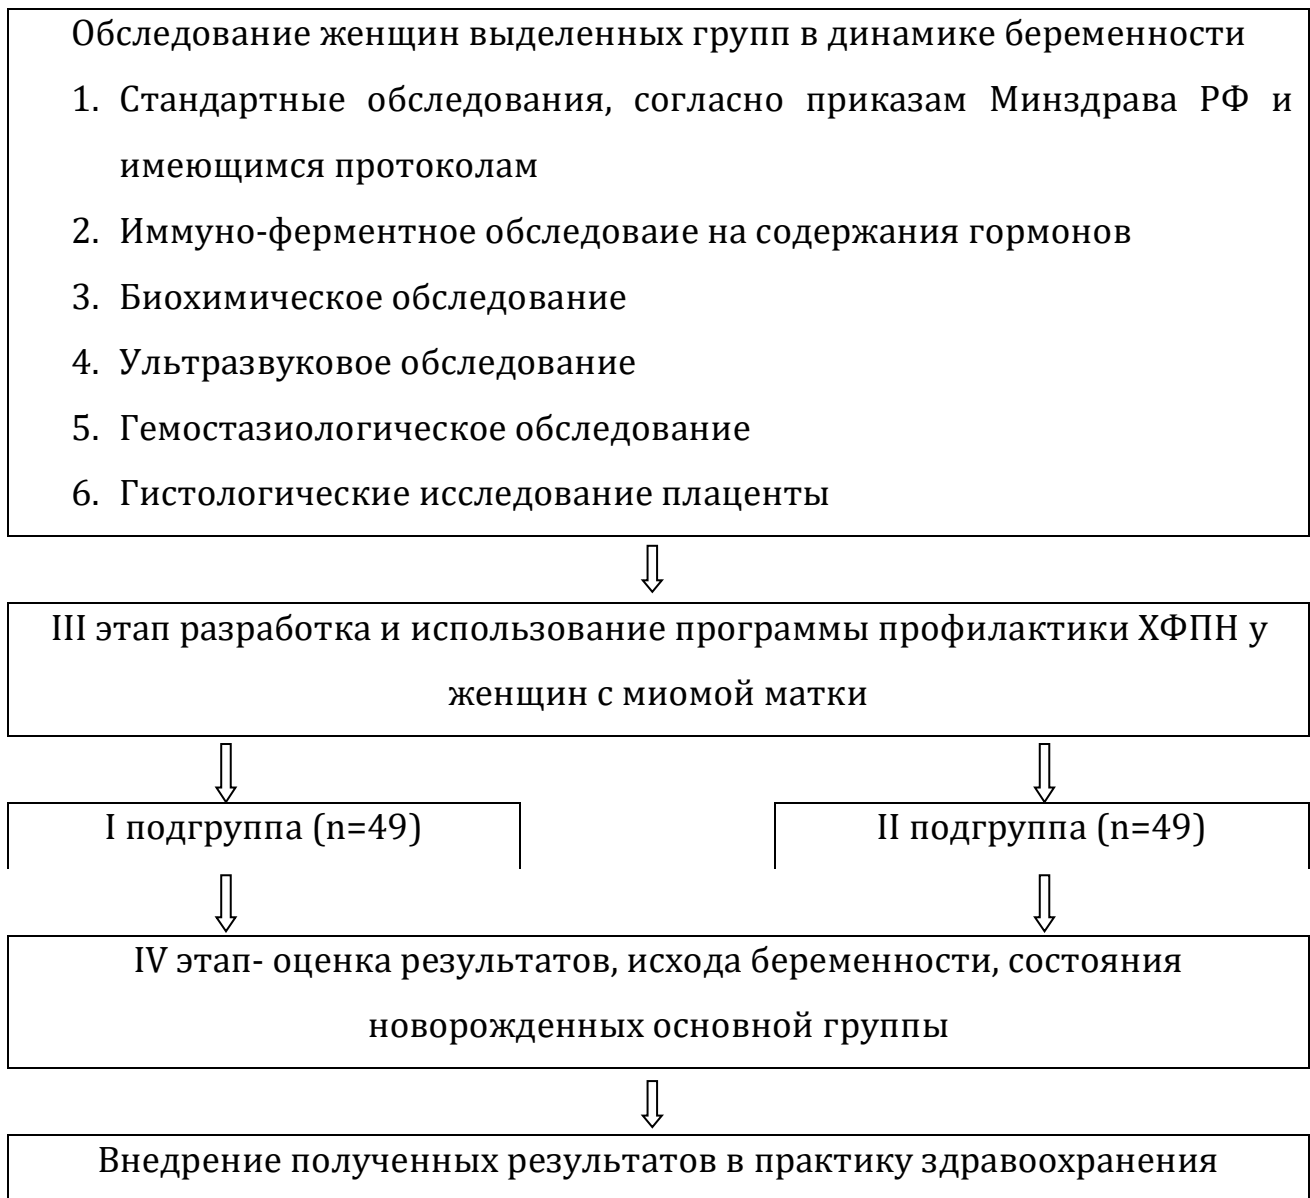 Обследование женщин выделенных групп в динамике беременности
1. Стандартные обследования, согласно приказам Минздрава РФ и
имеющимся протоколам
2. Иммуно-ферментное обследоваие на содержания гормонов
3. Биохимическое обследование
4. Ультразвуковое обследование
5. Гемостазиологическое обследование
6. Гистологические исследование плаценты
III этап разработка и использование программы профилактики ХФПН у
женщин с миомой матки
I подгруппа (n=49)
II подгруппа (n=49)
IV этап- оценка результатов, исхода беременности, состояния
новорожденных основной группы
Внедрение полученных результатов в практику здравоохранения